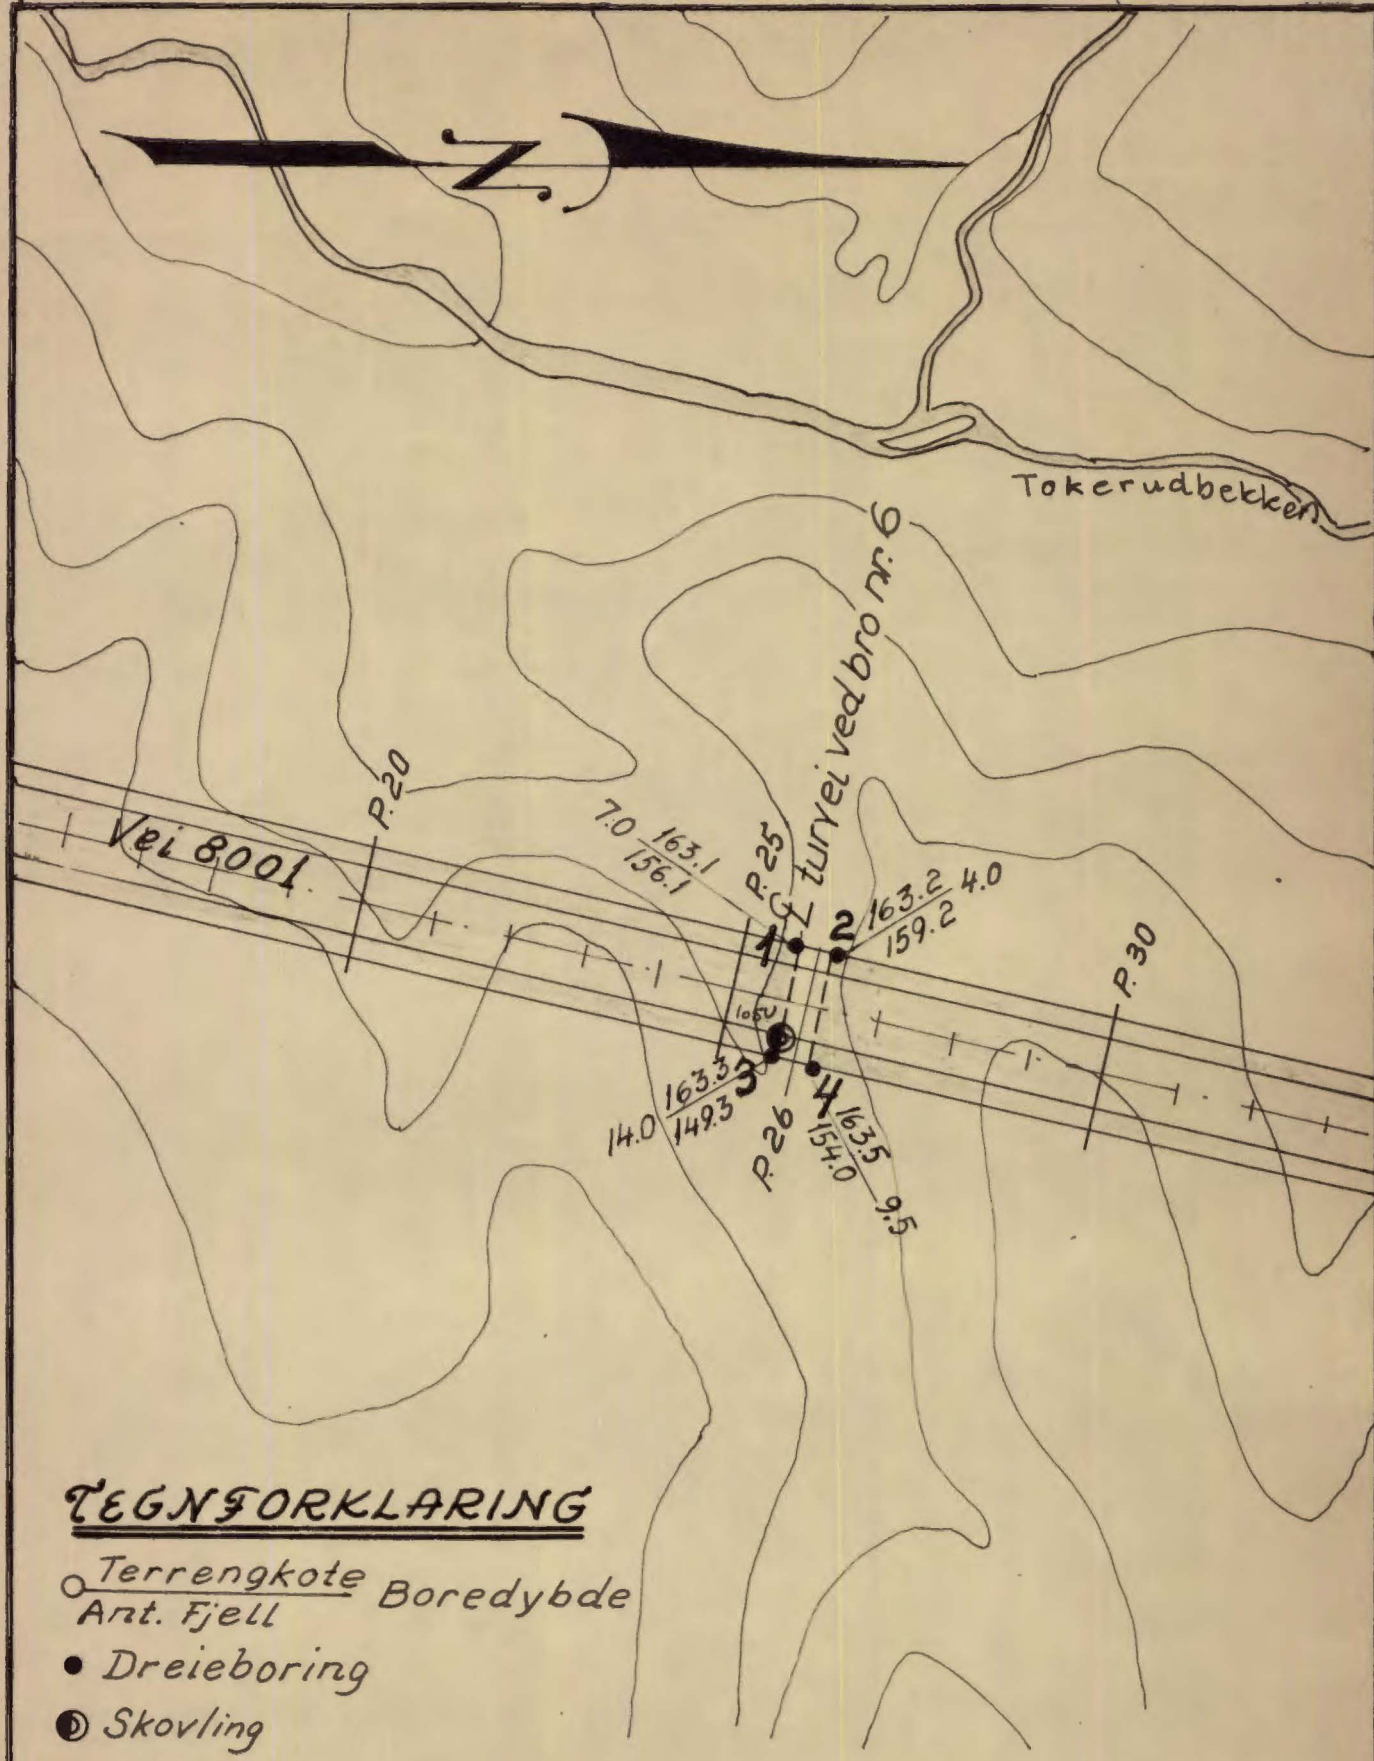 N
Tokerudbekken
turvei ved bro nr. 6
P.20
Vei 8001
7.0 163.1
156.1
P.25
1
2
163.2 4.0
159.2
P.30
3
163.3
14.0 149.3
P.26
4
163.5
154.0
9.5
TEGNFORKLARING
Terrengkote Boredybde
Ant. Fjell
Dreieboring
Skovling